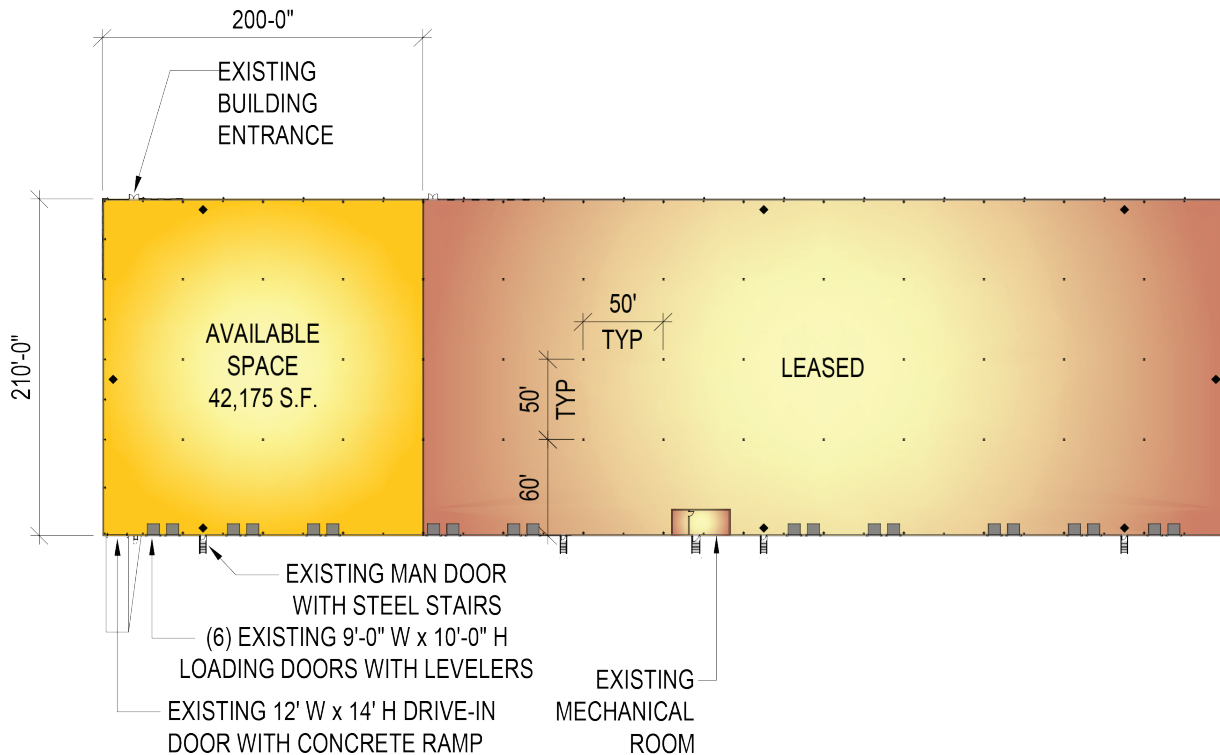 200-0"
EXISTING
BUILDING
ENTRANCE
210'-0"
AVAILABLE
SPACE
42,175 S.F.
50'
TYP
50'
TYP
60'
LEASED
EXISTING MAN DOOR
WITH STEEL STAIRS
(6) EXISTING 9'-0" W x 10'-0" H
LOADING DOORS WITH LEVELERS
EXISTING 12' W x 14' H DRIVE-IN
DOOR WITH CONCRETE RAMP
EXISTING
MECHANICAL
ROOM